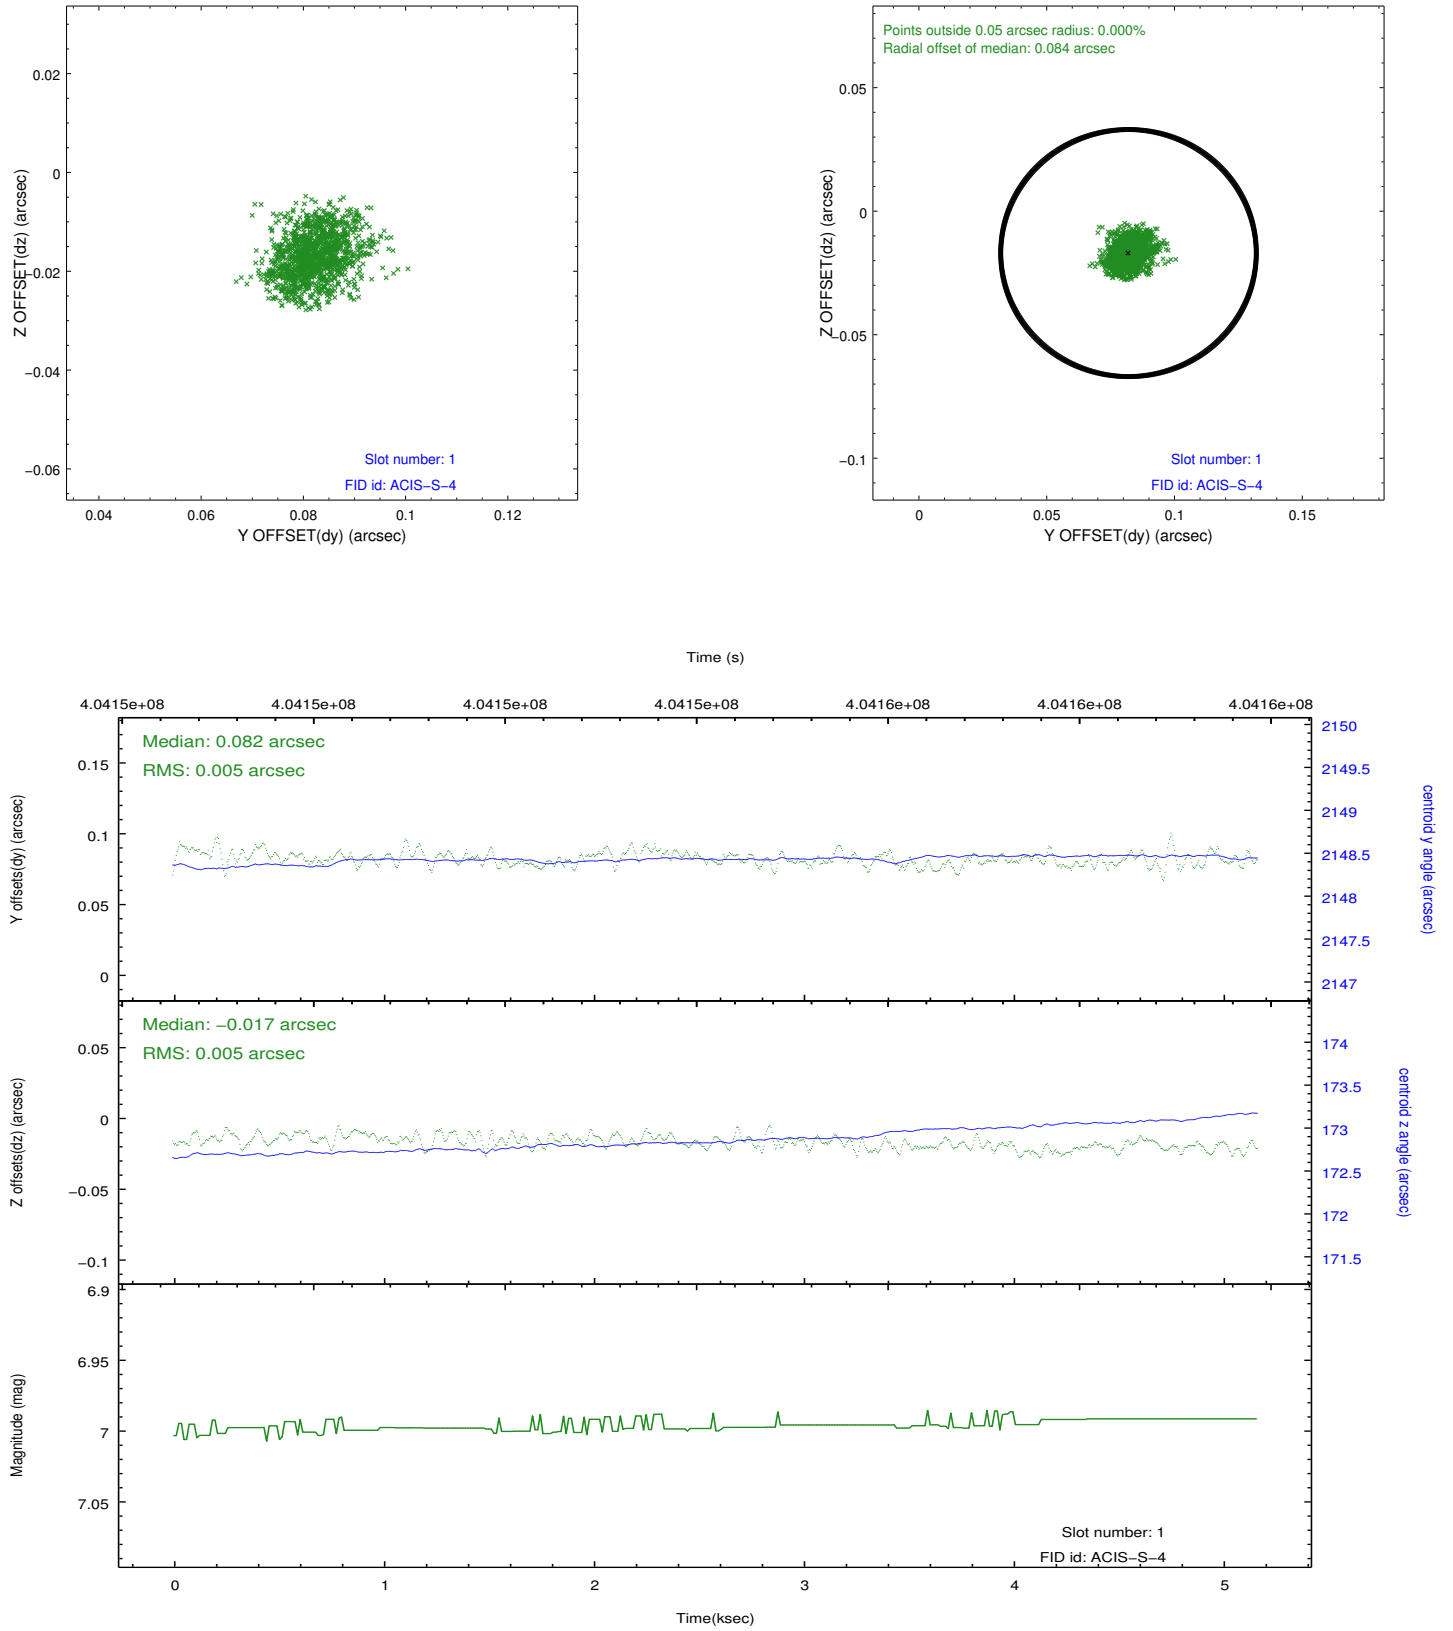 0.02
0
−0.02
−0.04
−0.06
Z OFFSET(dz) (arcsec)
Slot number: 1
FID id: ACIS−S−4
0.04 0.06 0.08 0.1 0.12
Y OFFSET(dy) (arcsec)
Points outside 0.05 arcsec radius: 0.000%
Radial offset of median: 0.084 arcsec
0.05
0
−0.05
−0.1
Z OFFSET(dz) (arcsec)
Slot number: 1
FID id: ACIS−S−4
0 0.05 0.1 0.15
Y OFFSET(dy) (arcsec)
Time (s)
4.0415e+08 4.0415e+08 4.0415e+08 4.0415e+08 4.0416e+08 4.0416e+08 4.0416e+08
Median: 0.082 arcsec
RMS: 0.005 arcsec
0.15
0.1
0.05
0
Y offsets(dy) (arcsec)
2150
2149.5
2149
2148.5
2148
2147.5
2147
centroid y angle (arcsec)
Median: −0.017 arcsec
RMS: 0.005 arcsec
0.05
0
−0.05
−0.1
Z offsets(dz) (arcsec)
174
173.5
173
172.5
172
171.5
centroid z angle (arcsec)
6.9
6.95
7
7.05
Magnitude (mag)
Slot number: 1
FID id: ACIS−S−4
0 1 2 3 4 5
Time(ksec)